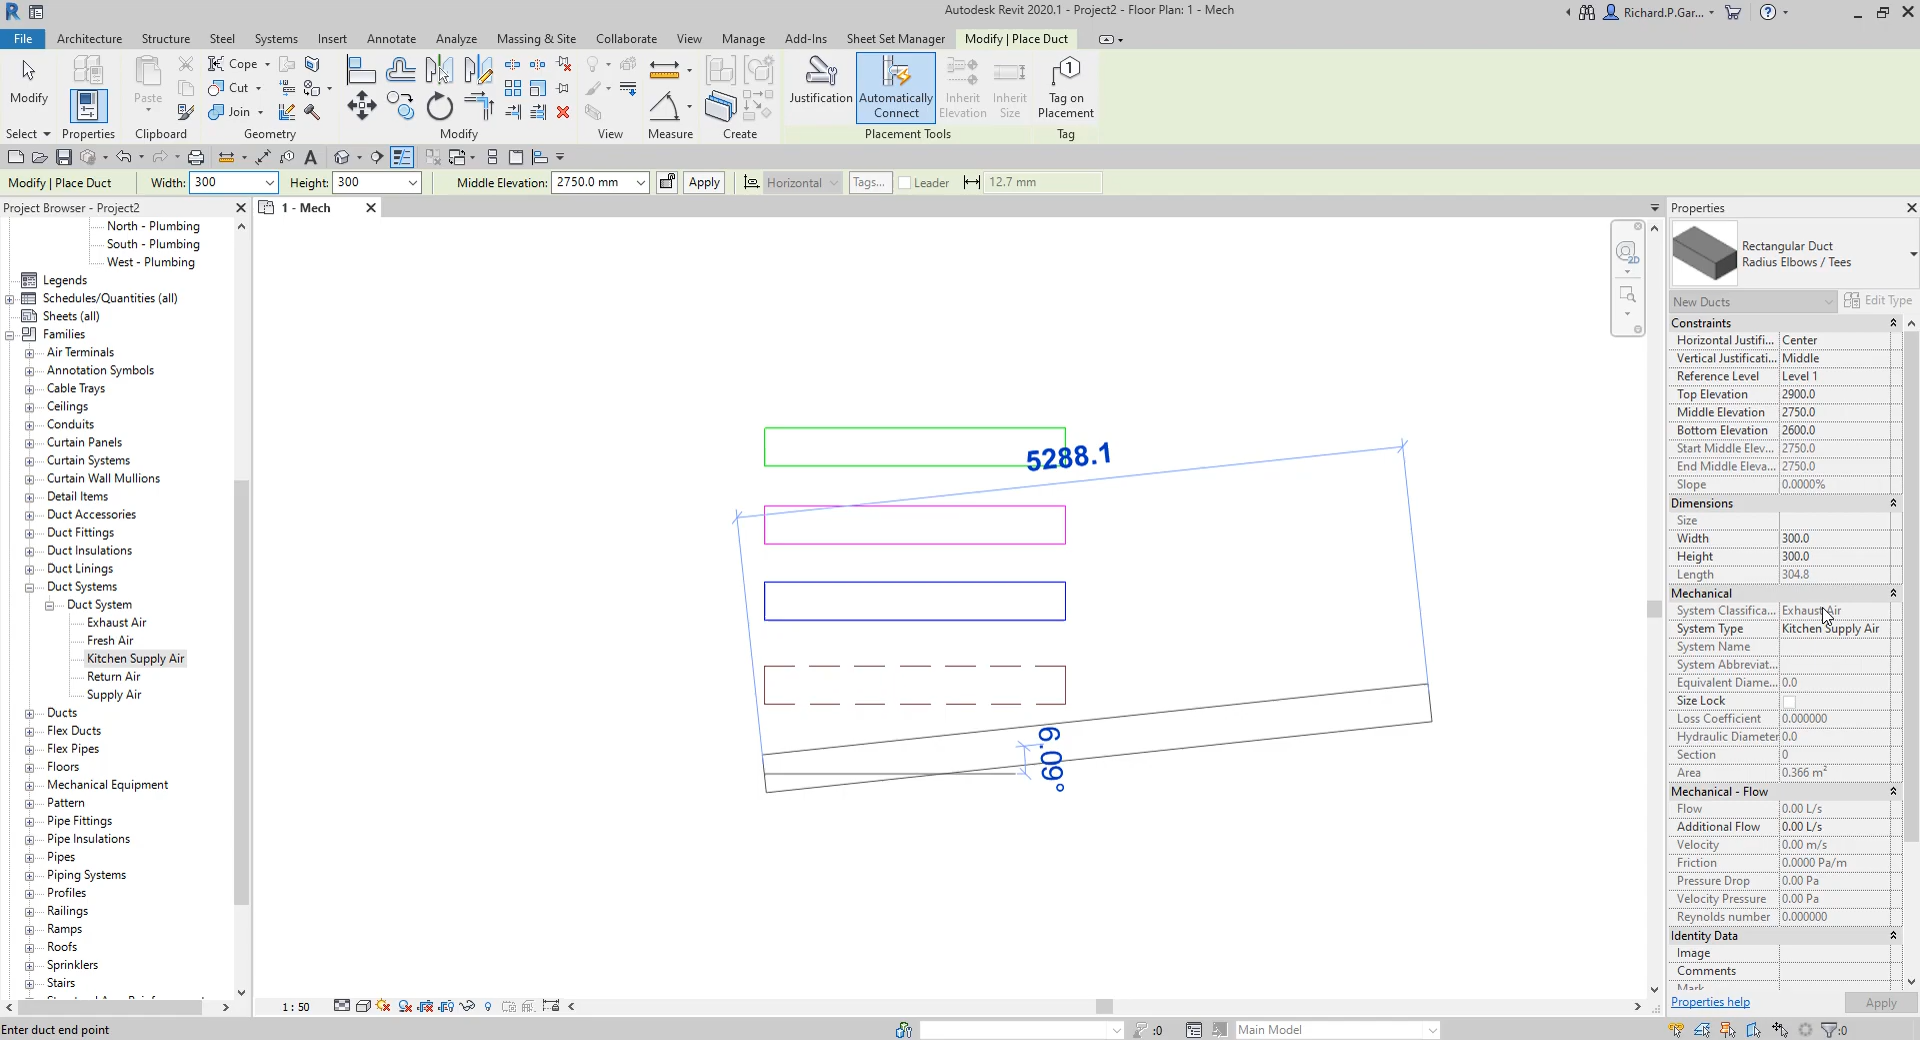 Autodesk Revit 2020.1 - Project2 - Floor Plan: 1 - Mech
Richard.P.Gar...
File Architecture Structure Steel Systems Insert Annotate Analyze Massing & Site Collaborate View Manage Add-Ins Sheet Set Manager Modify | Place Duct
Modify
Paste
Cope
Cut
Join
Justification
Automatically Connect
Inherit Elevation
Inherit Size
Tag on Placement
Select Properties Clipboard Geometry Modify View Measure Create Placement Tools Tag
Modify | Place Duct Width: 300 Height: 300 Middle Elevation: 2750.0 mm Apply Horizontal Tags... Leader 12.7 mm
Project Browser - Project2
North - Plumbing
South - Plumbing
West - Plumbing
Legends
Schedules/Quantities (all)
Sheets (all)
Families
Air Terminals
Annotation Symbols
Cable Trays
Ceilings
Conduits
Curtain Panels
Curtain Systems
Curtain Wall Mullions
Detail Items
Duct Accessories
Duct Fittings
Duct Insulations
Duct Linings
Duct Systems
Duct System
Exhaust Air
Fresh Air
Kitchen Supply Air
Return Air
Supply Air
Ducts
Flex Ducts
Flex Pipes
Floors
Mechanical Equipment
Pattern
Pipe Fittings
Pipe Insulations
Pipes
Piping Systems
Profiles
Railings
Ramps
Roofs
Sprinklers
Stairs
1 - Mech
2D
5288.1
6.09°
1 : 50
Properties
Rectangular Duct
Radius Elbows / Tees
New Ducts Edit Type
Constraints
Horizontal Justifi... Center
Vertical Justificati... Middle
Reference Level Level 1
Top Elevation 2900.0
Middle Elevation 2750.0
Bottom Elevation 2600.0
Start Middle Elev... 2750.0
End Middle Eleva... 2750.0
Slope 0.0000%
Dimensions
Size
Width 300.0
Height 300.0
Length 304.8
Mechanical
System Classifica... Exhaust Air
System Type Kitchen Supply Air
System Name
System Abbreviat...
Equivalent Diame... 0.0
Size Lock
Loss Coefficient 0.000000
Hydraulic Diameter 0.0
Section 0
Area 0.366 m²
Mechanical - Flow
Flow 0.00 L/s
Additional Flow 0.00 L/s
Velocity 0.00 m/s
Friction 0.0000 Pa/m
Pressure Drop 0.00 Pa
Velocity Pressure 0.00 Pa
Reynolds number 0.000000
Identity Data
Image
Comments
Mark
Properties help Apply
Enter duct end point :0 Main Model :0